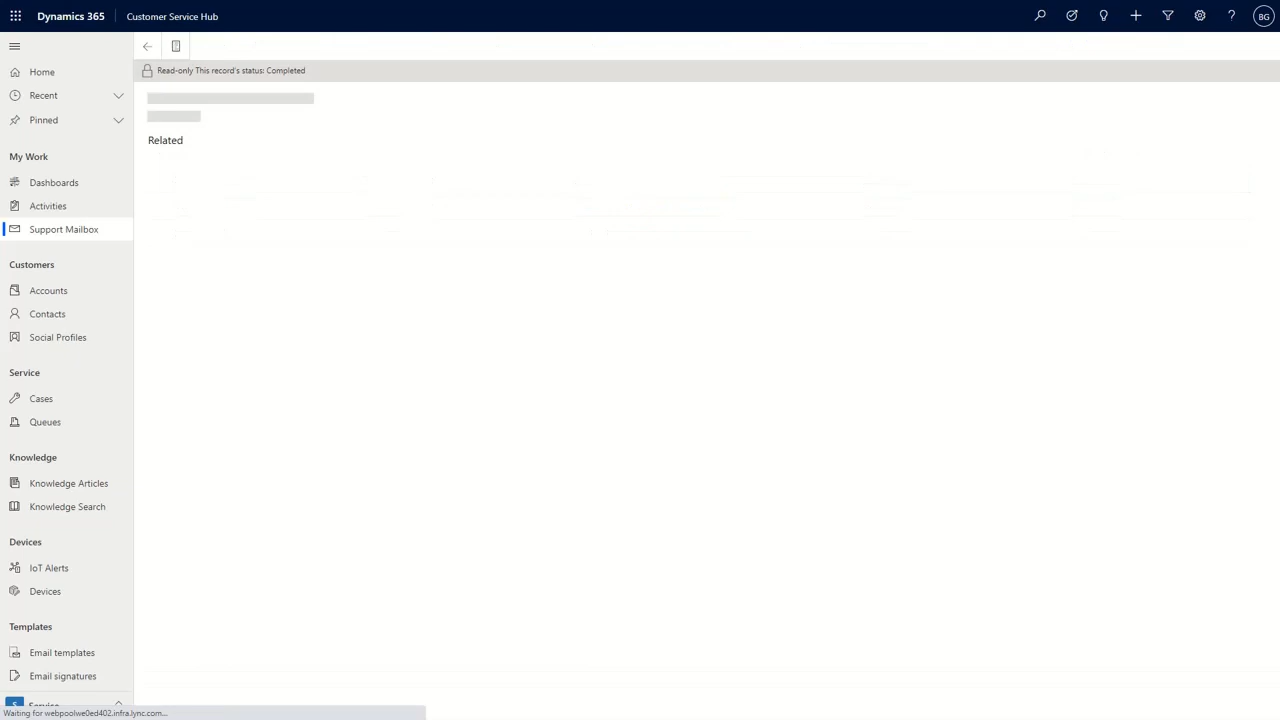 Dynamics 365
Customer Service Hub
BG
Home
Read-only This record's status: Completed
Recent
Pinned
Related
My Work
Dashboards
Activities
Support Mailbox
Customers
Accounts
Contacts
Social Profiles
Service
Cases
Queues
Knowledge
Knowledge Articles
Knowledge Search
Devices
IoT Alerts
Devices
Templates
Email templates
Email signatures
S Service
Waiting for webpoolwe0ed402.infra.lync.com...